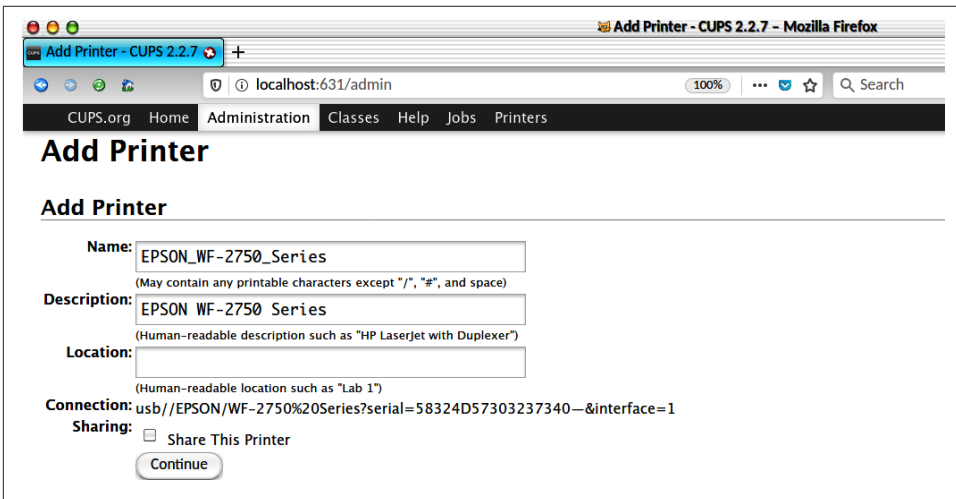 Add Printer - CUPS 2.2.7 – Mozilla Firefox
CUPS Add Printer - CUPS 2.2.7 +
localhost:631/admin 100% ... Search
CUPS.org Home Administration Classes Help Jobs Printers
Add Printer
Add Printer
Name: EPSON_WF-2750_Series
(May contain any printable characters except "/", "#", and space)
Description: EPSON WF-2750 Series
(Human-readable description such as "HP LaserJet with Duplexer")
Location:
(Human-readable location such as "Lab 1")
Connection: usb//EPSON/WF-2750%20Series?serial=58324D57303237340—&interface=1
Sharing:
Share This Printer
Continue